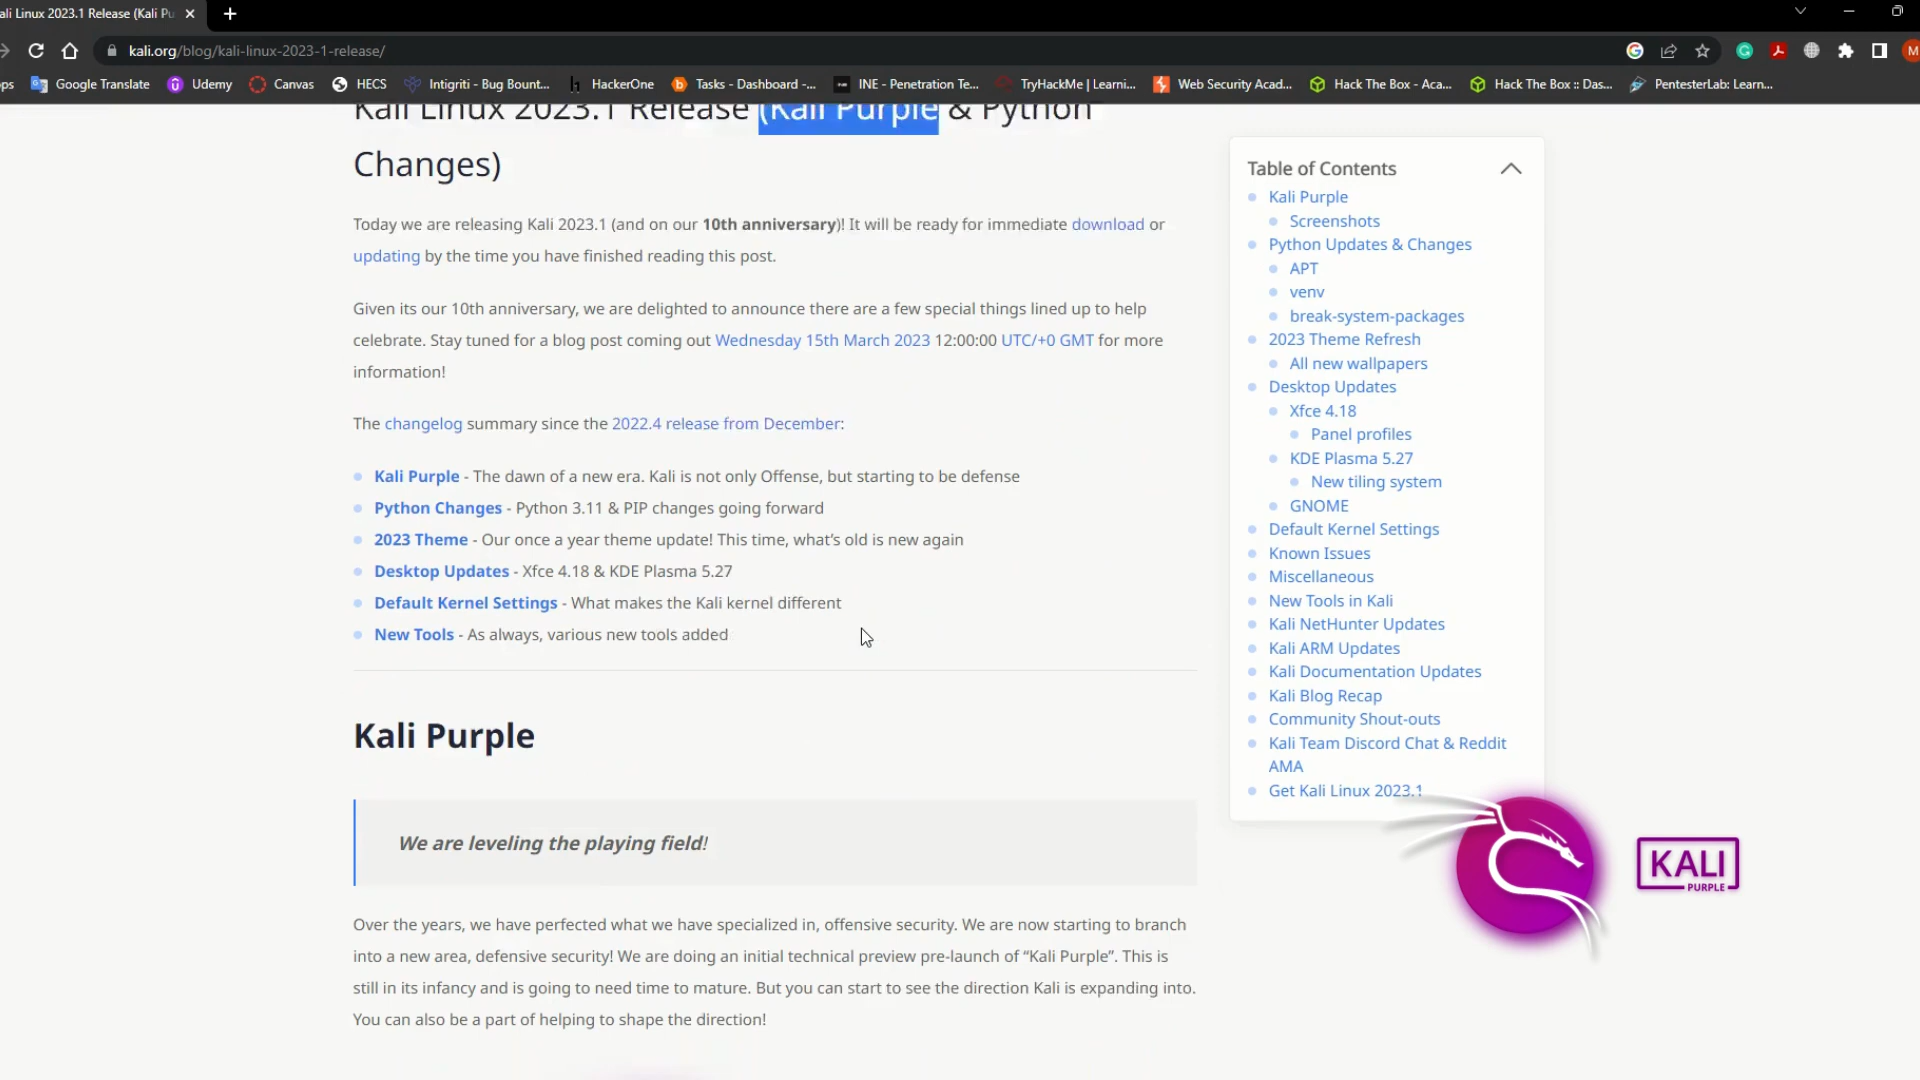 ali Linux 2023.1 Release (Kali Pu
kali.org/blog/kali-linux-2023-1-release/
M
ps
Google Translate
Udemy
Canvas
HECS
Intigriti - Bug Bount...
HackerOne
Tasks - Dashboard -...
INE - Penetration Te...
TryHackMe | Learni...
Web Security Acad...
Hack The Box - Aca...
Hack The Box :: Das...
PentesterLab: Learn...
Kali Linux 2023.1 Release (Kali Purple & Python
Changes)
Today we are releasing Kali 2023.1 (and on our 10th anniversary)! It will be ready for immediate download or
updating by the time you have finished reading this post.
Given its our 10th anniversary, we are delighted to announce there are a few special things lined up to help
celebrate. Stay tuned for a blog post coming out Wednesday 15th March 2023 12:00:00 UTC/+0 GMT for more
information!
The changelog summary since the 2022.4 release from December:
Kali Purple - The dawn of a new era. Kali is not only Offense, but starting to be defense
Python Changes - Python 3.11 & PIP changes going forward
2023 Theme - Our once a year theme update! This time, what's old is new again
Desktop Updates - Xfce 4.18 & KDE Plasma 5.27
Default Kernel Settings - What makes the Kali kernel different
New Tools - As always, various new tools added
Kali Purple
We are leveling the playing field!
Over the years, we have perfected what we have specialized in, offensive security. We are now starting to branch
into a new area, defensive security! We are doing an initial technical preview pre-launch of “Kali Purple”. This is
still in its infancy and is going to need time to mature. But you can start to see the direction Kali is expanding into.
You can also be a part of helping to shape the direction!
Table of Contents
Kali Purple
Screenshots
Python Updates & Changes
APT
venv
break-system-packages
2023 Theme Refresh
All new wallpapers
Desktop Updates
Xfce 4.18
Panel profiles
KDE Plasma 5.27
New tiling system
GNOME
Default Kernel Settings
Known Issues
Miscellaneous
New Tools in Kali
Kali NetHunter Updates
Kali ARM Updates
Kali Documentation Updates
Kali Blog Recap
Community Shout-outs
Kali Team Discord Chat & Reddit
AMA
Get Kali Linux 2023.1
KALI
PURPLE